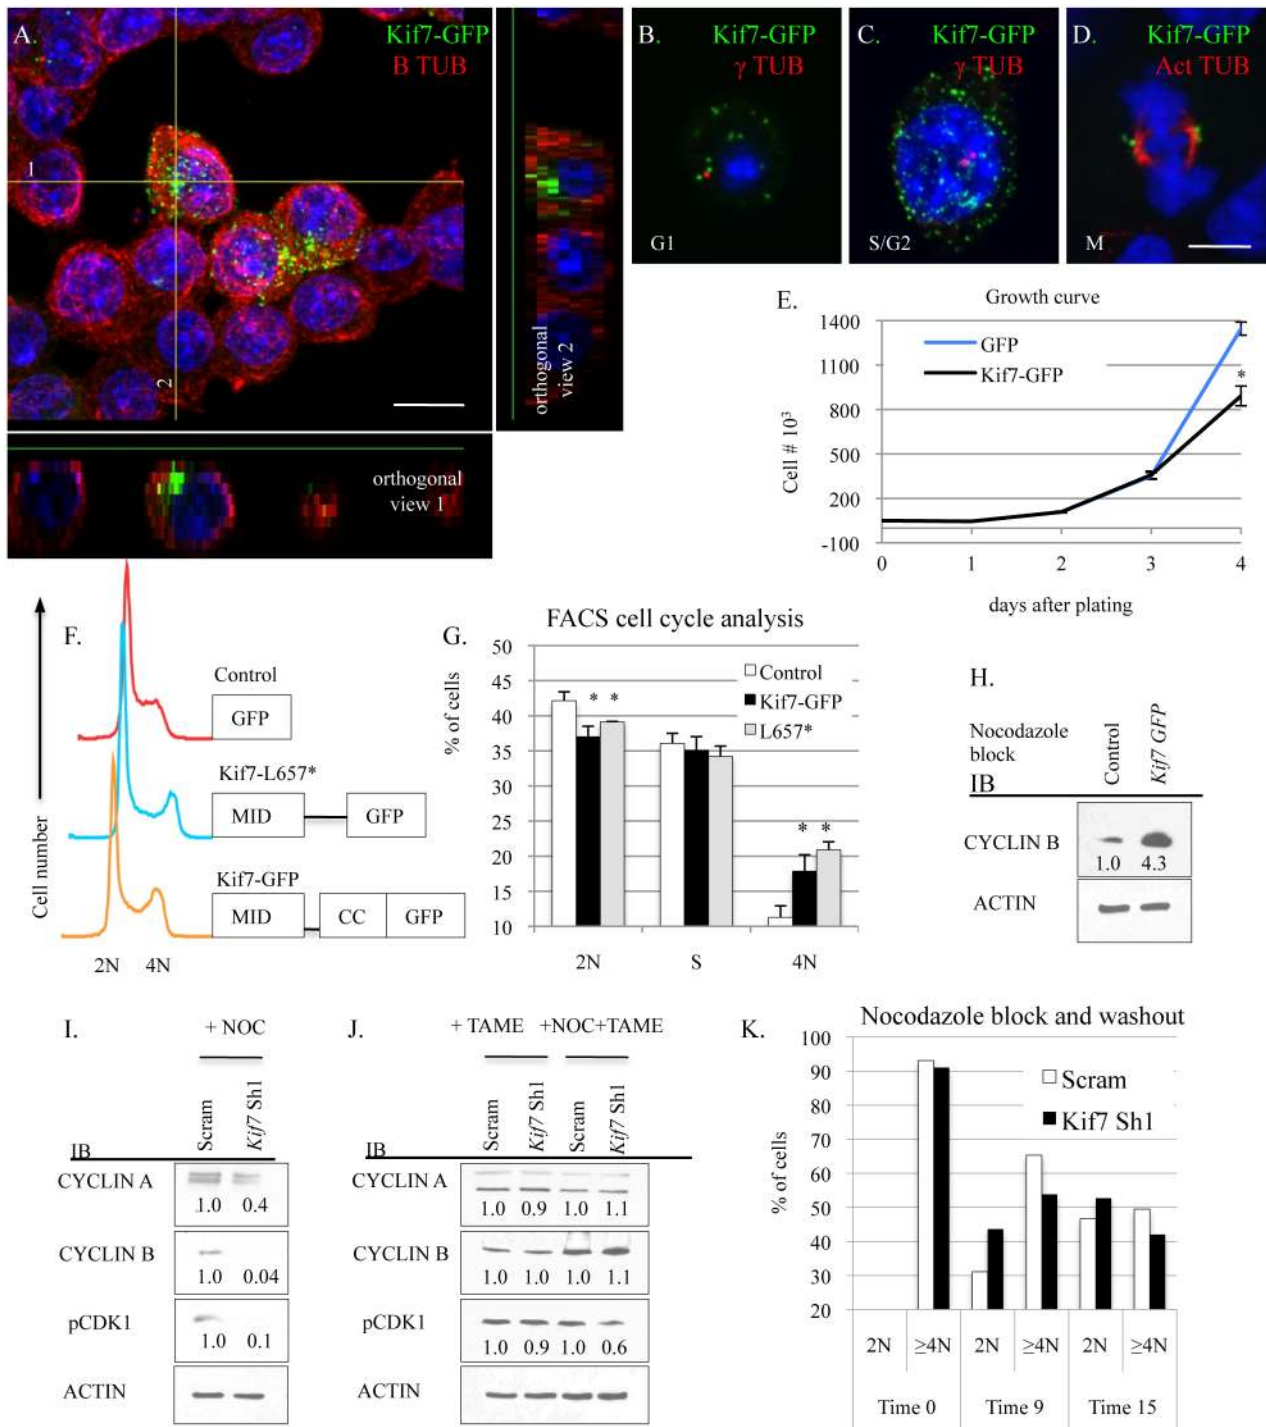 A. Kif7-GFP
B TUB
1
2
orthogonal view 2
orthogonal
view 1
B. Kif7-GFP
γ TUB
G1
C. Kif7-GFP
γ TUB
S/G2
D. Kif7-GFP
Act TUB
M
E.
Growth curve
1400
1100
800
500
200
-100
Cell # 10³
GFP
Kif7-GFP
*
0 1 2 3 4
days after plating
F.
Cell number
Control
GFP
Kif7-L657*
MID GFP
Kif7-GFP
MID CC GFP
2N 4N
G.
FACS cell cycle analysis
50
45
40
35
30
25
20
15
10
% of cells
Control
Kif7-GFP
L657*
* *
* *
2N S 4N
H.
Nocodazole
block
Control
Kif7 GFP
IB
CYCLIN B
1.0 4.3
ACTIN
I.
+ NOC
Scram
Kif7 Sh1
IB
CYCLIN A
1.0 0.4
CYCLIN B
1.0 0.04
pCDK1
1.0 0.1
ACTIN
J.
+ TAME +NOC+TAME
Scram
Kif7 Sh1
Scram
Kif7 Sh1
IB
CYCLIN A
1.0 0.9 1.0 1.1
CYCLIN B
1.0 1.0 1.0 1.1
pCDK1
1.0 0.9 1.0 0.6
ACTIN
K.
Nocodazole block and washout
100
90
80
70
60
50
40
30
20
% of cells
Scram
Kif7 Sh1
2N ≥4N 2N ≥4N 2N ≥4N
Time 0 Time 9 Time 15